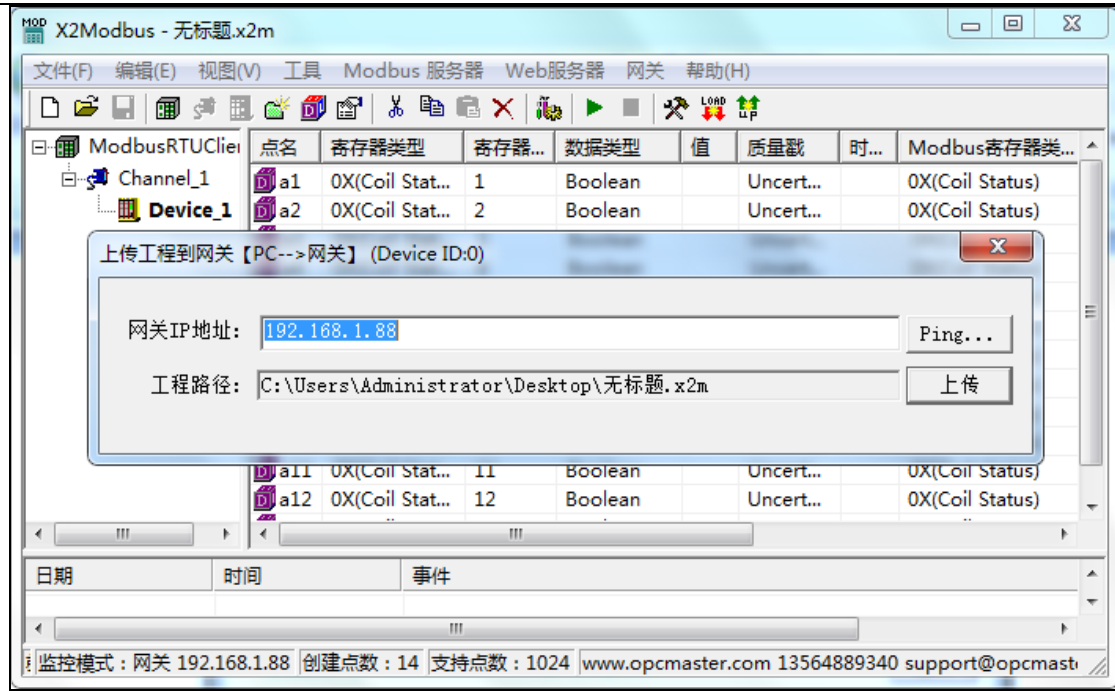 MOD X2Modbus - 无标题.x2m
文件(F) 编辑(E) 视图(V) 工具 Modbus 服务器 Web服务器 网关 帮助(H)
LOAD UP
ModbusRTUClie 点名 寄存器类型 寄存器... 数据类型 值 质量戳 时... Modbus寄存器类...
Channel_1 a1 0X(Coil Stat... 1 Boolean Uncert... 0X(Coil Status)
Device_1 a2 0X(Coil Stat... 2 Boolean Uncert... 0X(Coil Status)
上传工程到网关【PC-->网关】 (Device ID:0)
网关IP地址: 192.168.1.88 Ping...
工程路径: C:\Users\Administrator\Desktop\无标题.x2m 上传
a11 0X(Coil Stat... 11 Boolean Uncert... 0X(Coil Status)
a12 0X(Coil Stat... 12 Boolean Uncert... 0X(Coil Status)
日期 时间 事件
监控模式：网关 192.168.1.88 创建点数：14 支持点数：1024 www.opcmaster.com 13564889340 support@opcmast